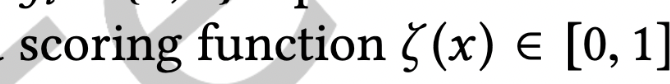 scoring function ζ(x) ∈ [0, 1]